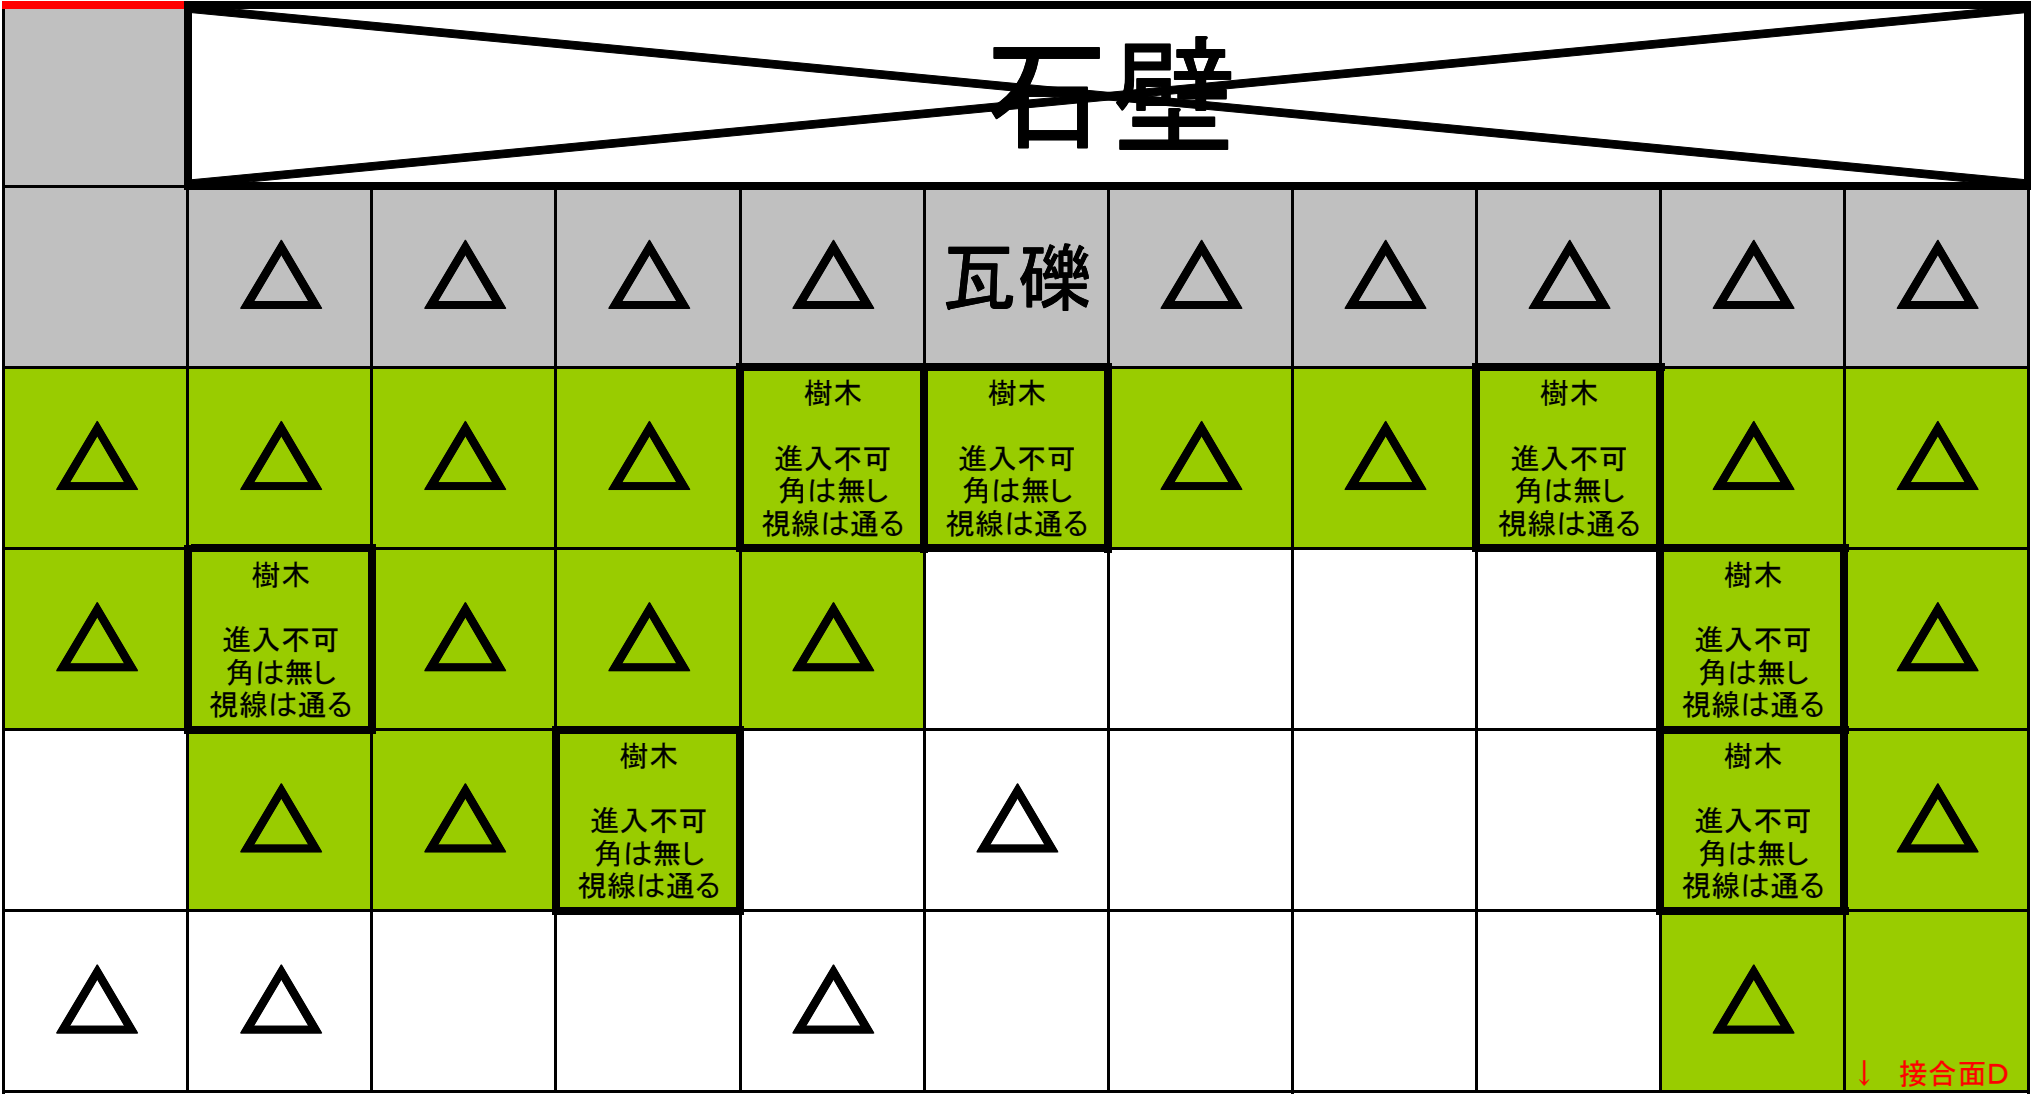 石壁
△ △ △ △ 瓦礫 △ △ △ △ △
△ △ △ △ 樹木 樹木 △ △ 樹木 △ △
進入不可 進入不可 進入不可
角は無し 角は無し 角は無し
視線は通る 視線は通る 視線は通る
△ 樹木 △ △ △ 樹木 △
進入不可 進入不可
角は無し 角は無し
視線は通る 視線は通る
△ △ 樹木 △ 樹木 △
進入不可 進入不可
角は無し 角は無し
視線は通る 視線は通る
△ △ △ △
↓ 接合面D